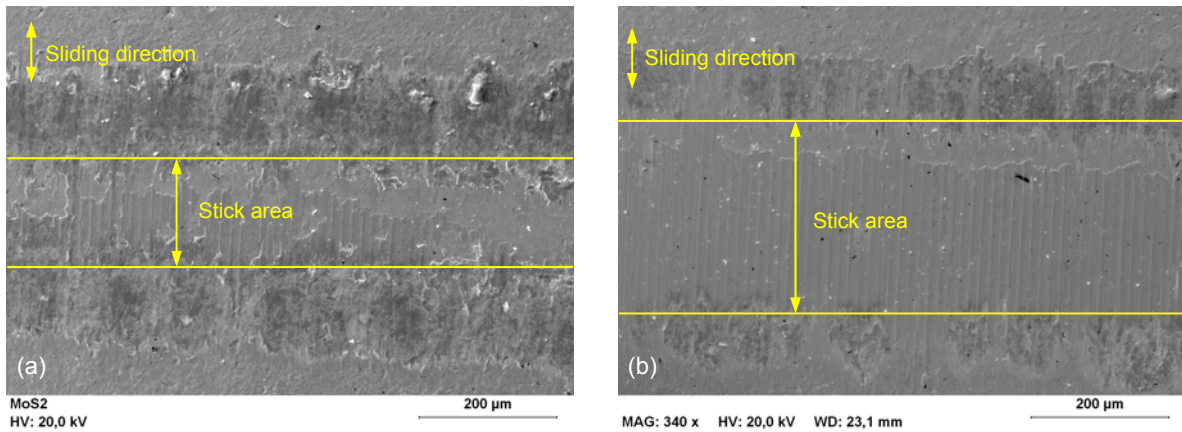 Sliding direction
Stick area
(a)
MoS2
HV: 20,0 kV
200 µm
Sliding direction
Stick area
(b)
MAG: 340 x HV: 20,0 kV WD: 23,1 mm
200 µm